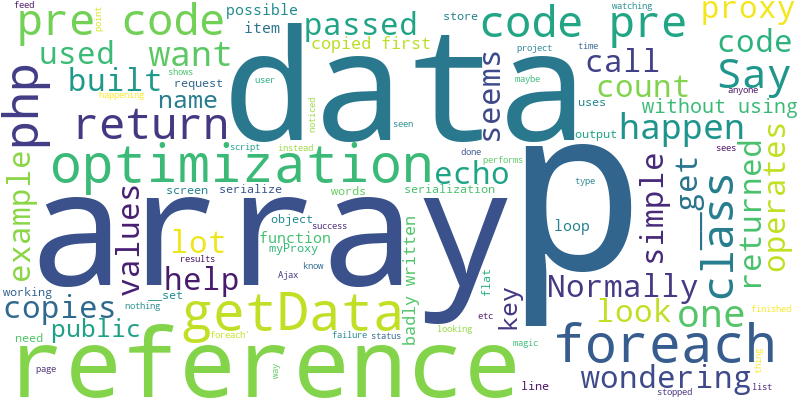 feed
point
pre code
possible
item
passed
copied first
store
code pre
watching
proxy
used
want
built
request
shows
happening
name
php
return
data
user
noticed
seems
project
maybe
time
call
count
uses
code
Say
anyone
without using
happen
output
seen
script
instead
done
sees
optimization
echo
performs
type
example
values
screen
serialize
words
serialization
array
p
loop
simple
__get
class
returned
operates
lot
object
function
success
myProxy
results
Ajax
know
help
working
__set
nothing
copies
public
getData
badly written
flat
etc
key
Normally
look
one
need
foreach'
failure
status
looking
magic
finished
page
way
reference
line
foreach
wondering
string
stopped
list